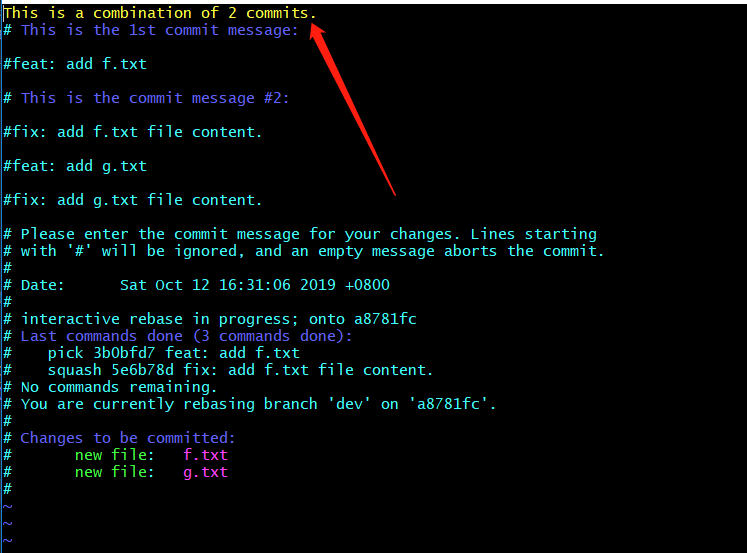 This is a combination of 2 commits.
# This is the 1st commit message:
#feat: add f.txt
# This is the commit message #2:
#fix: add f.txt file content.
#feat: add g.txt
#fix: add g.txt file content.
# Please enter the commit message for your changes. Lines starting
# with '#' will be ignored, and an empty message aborts the commit.
#
# Date:      Sat Oct 12 16:31:06 2019 +0800
#
# interactive rebase in progress; onto a8781fc
# Last commands done (3 commands done):
#    pick 3b0bfd7 feat: add f.txt
#    squash 5e6b78d fix: add f.txt file content.
# No commands remaining.
# You are currently rebasing branch 'dev' on 'a8781fc'.
#
# Changes to be committed:
#       new file:   f.txt
#       new file:   g.txt
#
~
~
~